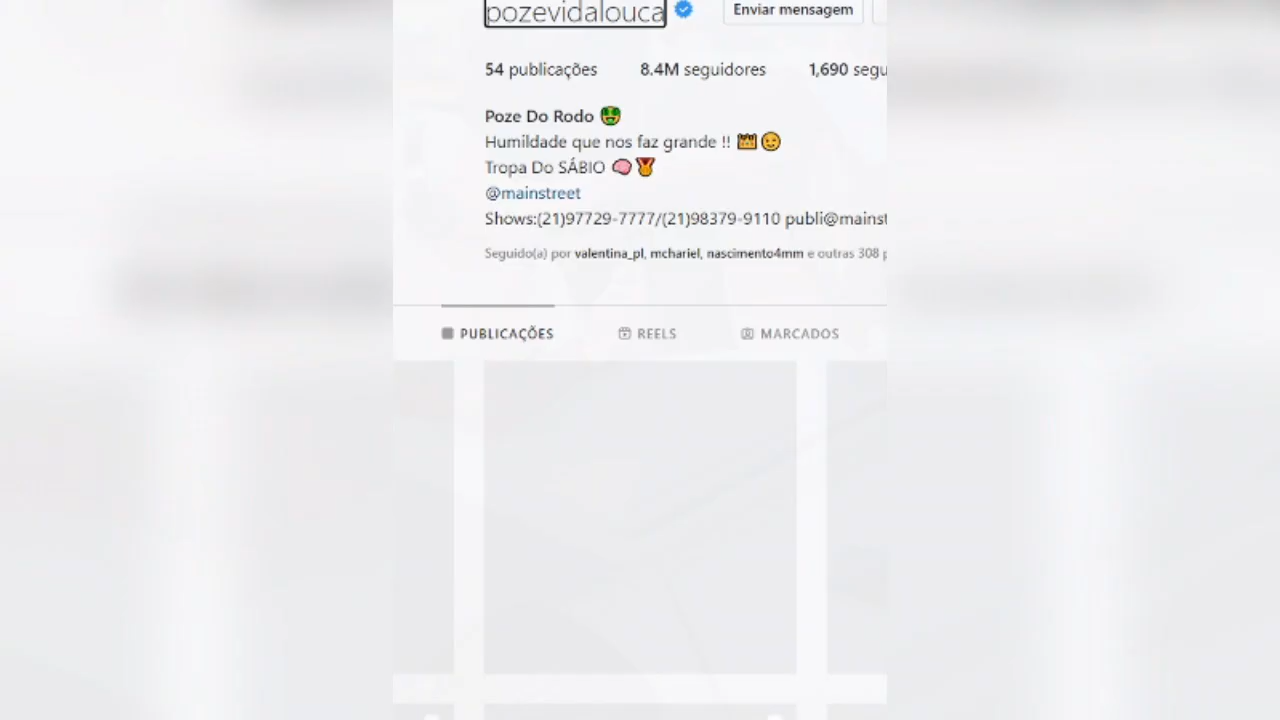 pozevidalouca Enviar mensagem
54 publicações 8.4M seguidores 1,690 segu
Poze Do Rodo 🤑
Humildade que nos faz grande !! 👑😉
Tropa Do SÁBIO 🧠🏅
@mainstreet
Shows:(21)97729-7777/(21)98379-9110 publi@mainst
Seguido(a) por valentina_pl, mchariel, nascimento4mm e outras 308 p
PUBLICAÇÕES REELS MARCADOS